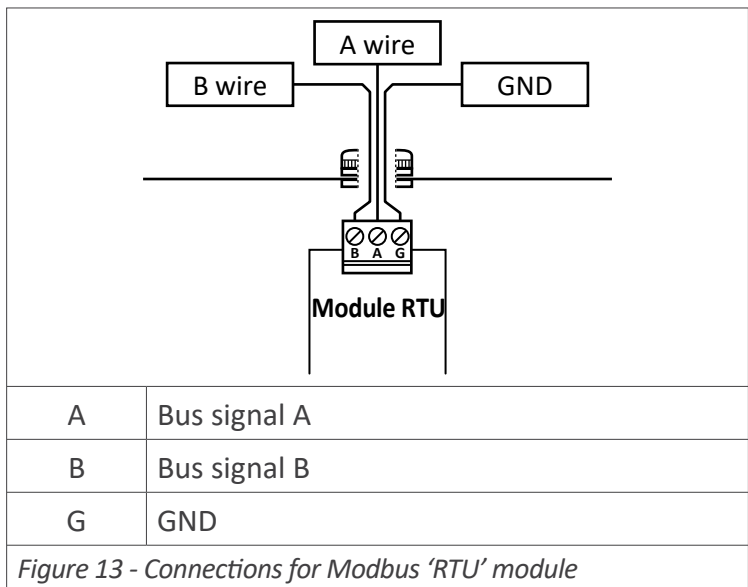 A wire
B wire GND
B A G
Module RTU
A Bus signal A
B Bus signal B
G GND
Figure 13 - Connections for Modbus ‘RTU’ module